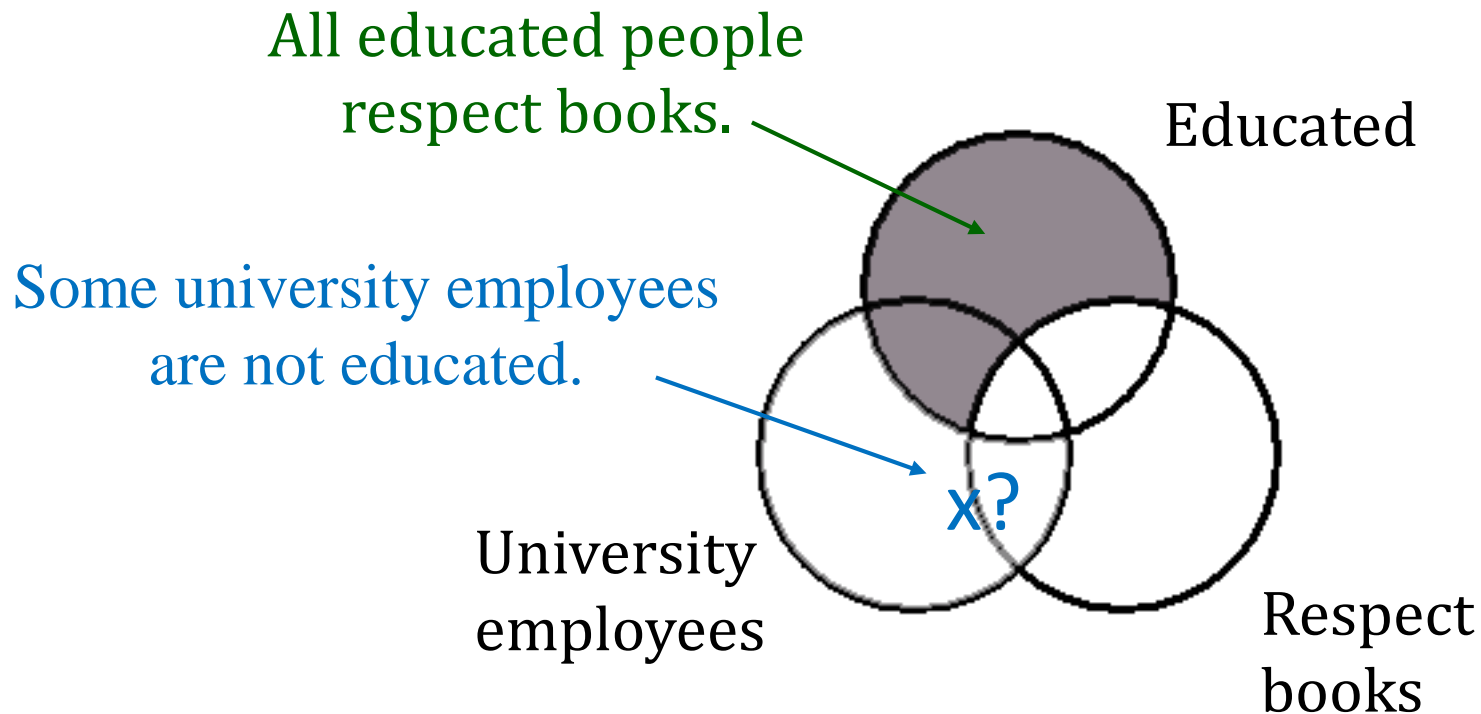 All educated people
respect books.
Educated
Some university employees
are not educated.
x?
University
employees
Respect
books